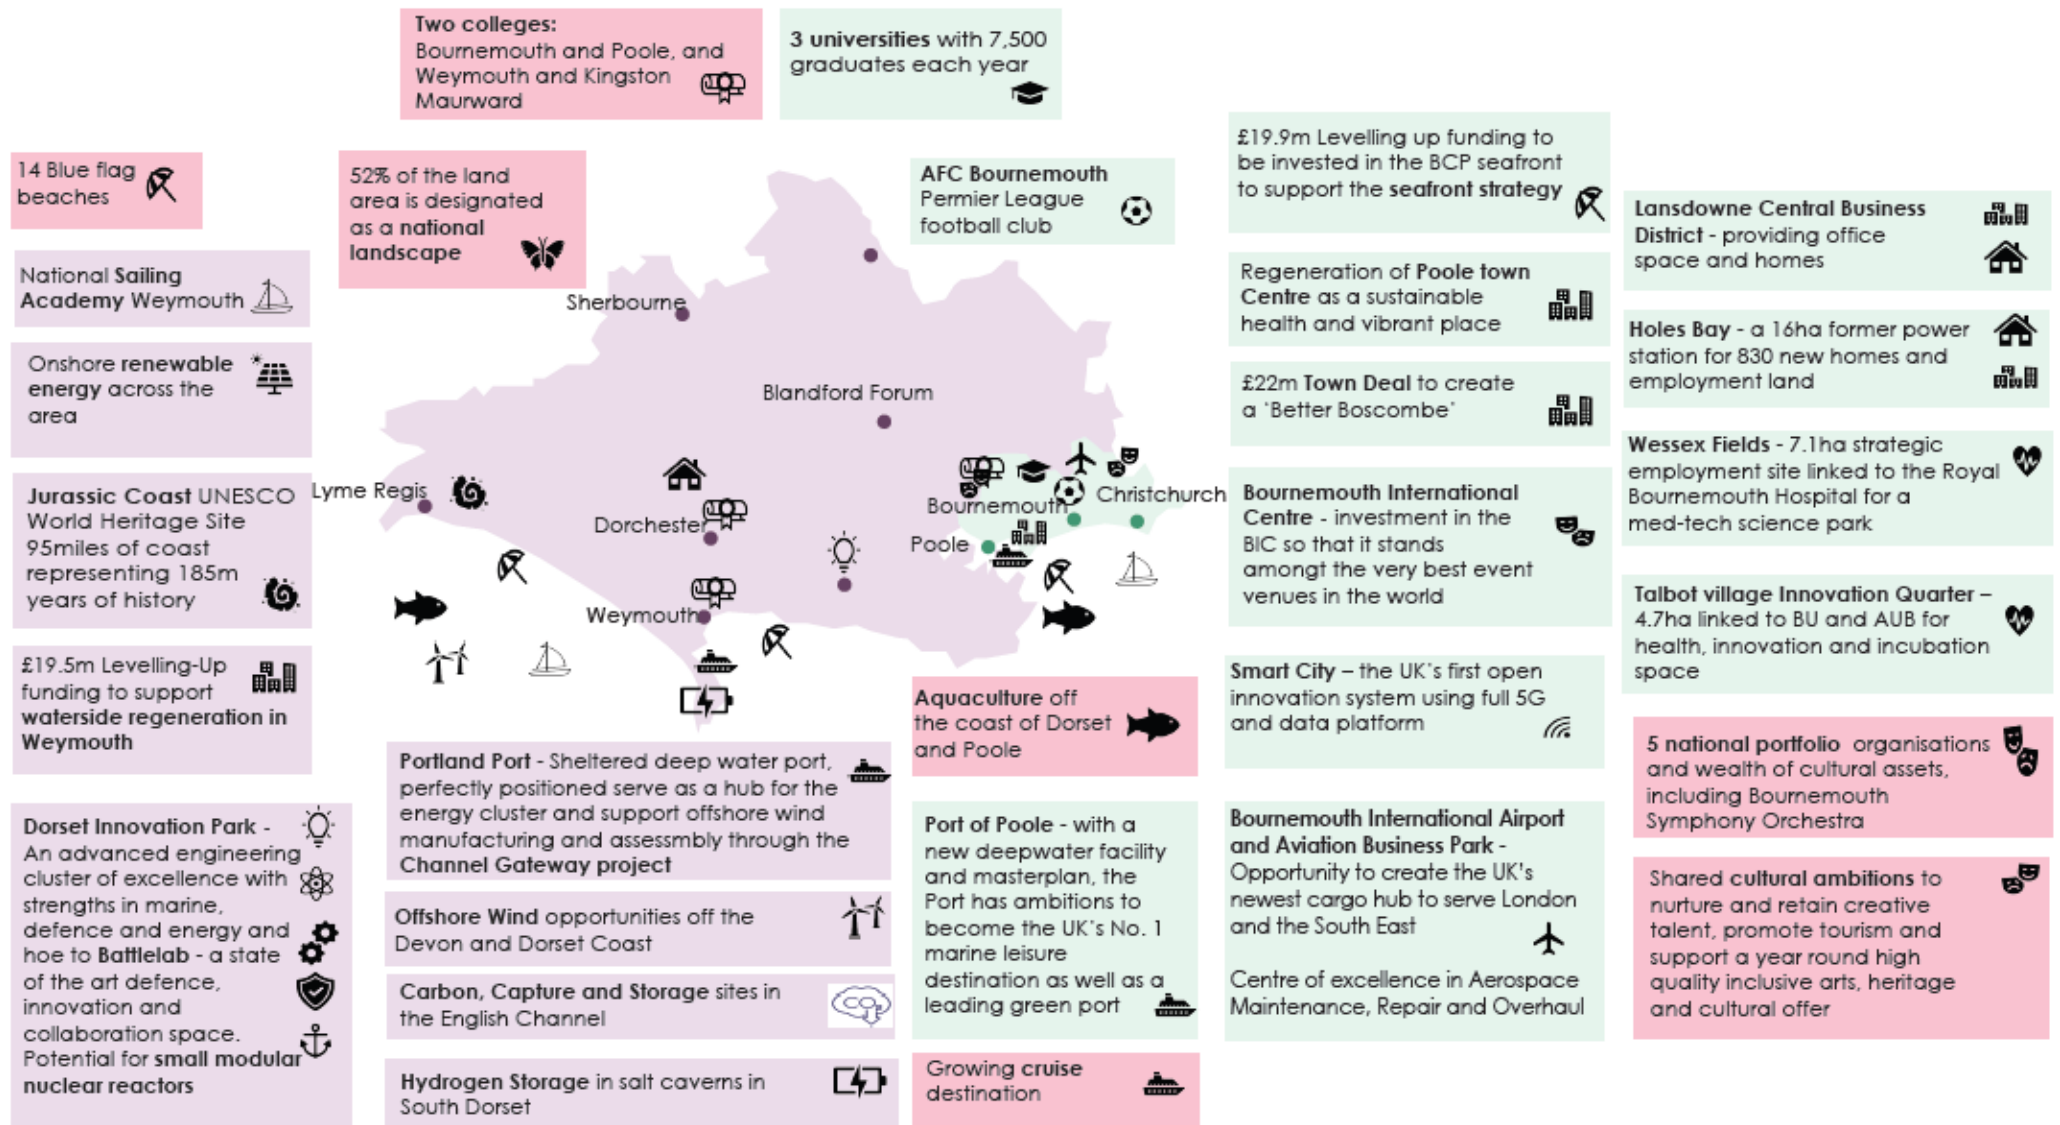 Two colleges:
Bournemouth and Poole, and
Weymouth and Kingston
Maurward
3 universities with 7,500
graduates each year
14 Blue flag
beaches
52% of the land
area is designated
as a national
landscape
AFC Bournemouth
Permier League
football club
£19.9m Levelling up funding to
be invested in the BCP seafront
to support the seafront strategy
Lansdowne Central Business
District - providing office
space and homes
National Sailing
Academy Weymouth
Regeneration of Poole town
Centre as a sustainable
health and vibrant place
Holes Bay - a 16ha former power
station for 830 new homes and
employment land
Onshore renewable
energy across the
area
£22m Town Deal to create
a 'Better Boscombe'
Wessex Fields - 7.1ha strategic
employment site linked to the Royal
Bournemouth Hospital for a
med-tech science park
Sherbourne
Blandford Forum
Lyme Regis
Dorchester
Weymouth
Bournemouth
Christchurch
Poole
Jurassic Coast UNESCO
World Heritage Site
95miles of coast
representing 185m
years of history
Bournemouth International
Centre - investment in the
BIC so that it stands
amongt the very best event
venues in the world
Talbot village Innovation Quarter –
4.7ha linked to BU and AUB for
health, innovation and incubation
space
£19.5m Levelling-Up
funding to support
waterside regeneration in
Weymouth
Smart City – the UK's first open
innovation system using full 5G
and data platform
Aquaculture off
the coast of Dorset
and Poole
5 national portfolio organisations
and wealth of cultural assets,
including Bournemouth
Symphony Orchestra
Portland Port - Sheltered deep water port,
perfectly positioned serve as a hub for the
energy cluster and support offshore wind
manufacturing and assessmbly through the
Channel Gateway project
Dorset Innovation Park -
An advanced engineering
cluster of excellence with
strengths in marine,
defence and energy and
hoe to Battlelab - a state
of the art defence,
innovation and
collaboration space.
Potential for small modular
nuclear reactors
Port of Poole - with a
new deepwater facility
and masterplan, the
Port has ambitions to
become the UK's No. 1
marine leisure
destination as well as a
leading green port
Bournemouth International Airport
and Aviation Business Park -
Opportunity to create the UK's
newest cargo hub to serve London
and the South East
Centre of excellence in Aerospace
Maintenance, Repair and Overhaul
Shared cultural ambitions to
nurture and retain creative
talent, promote tourism and
support a year round high
quality inclusive arts, heritage
and cultural offer
Offshore Wind opportunities off the
Devon and Dorset Coast
Carbon, Capture and Storage sites in
the English Channel
CO₂
Hydrogen Storage in salt caverns in
South Dorset
Growing cruise
destination